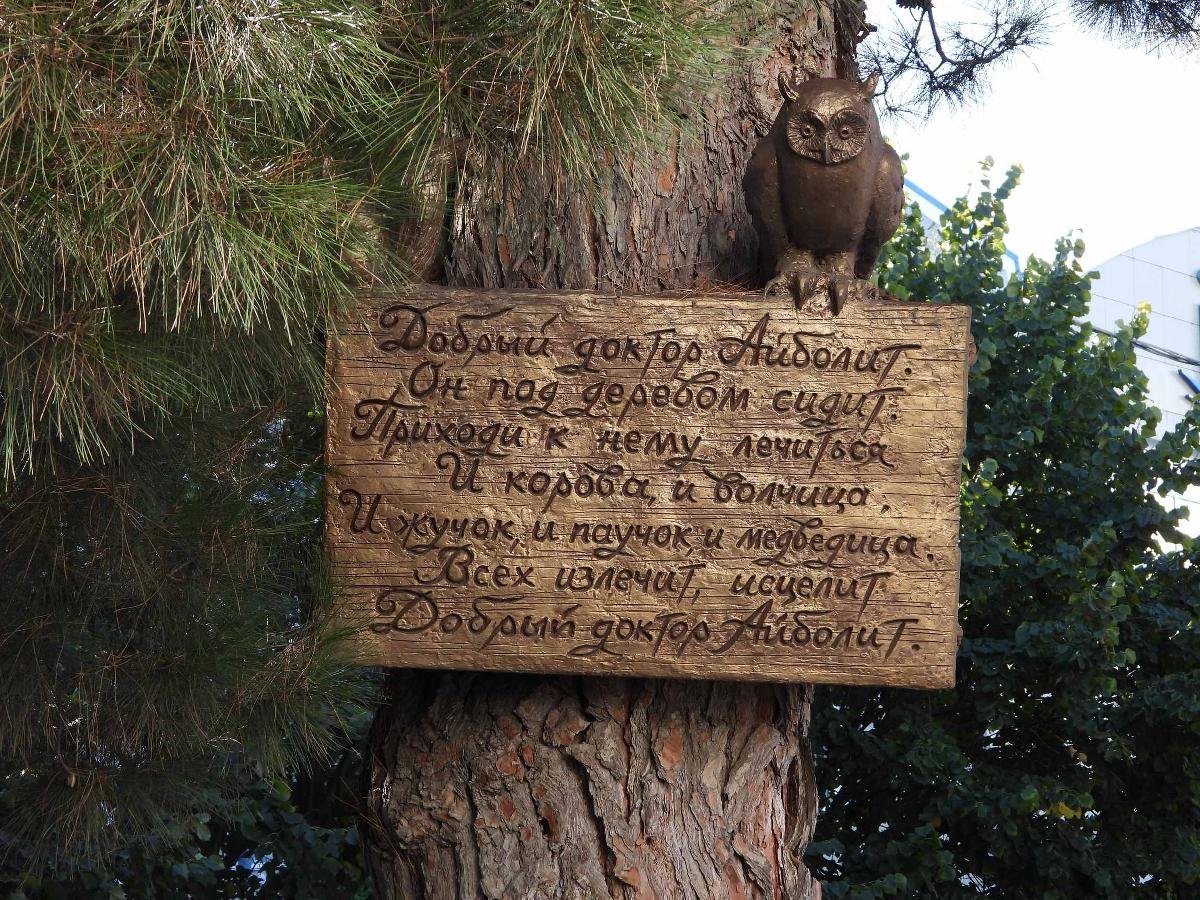 Добрый доктор Айболит.
Он под деревом сидит.
Приходи к нему лечиться
И корова, и волчица,
И жучок, и паучок, и медведица.
Всех излечит, исцелит
Добрый доктор Айболит.